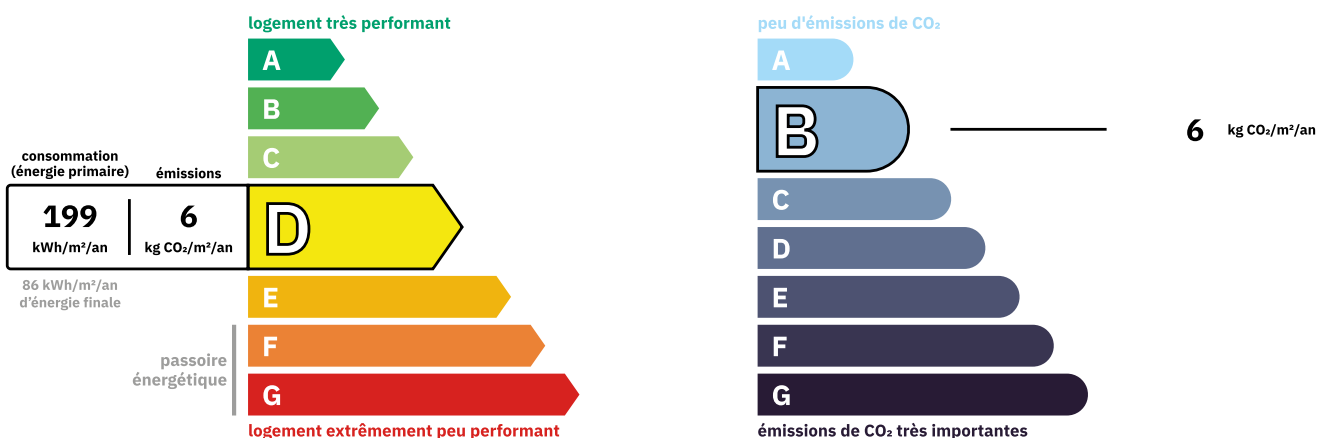 logement très performant
A
B
C
consommation
(énergie primaire)
émissions
199
kWh/m²/an
6
kg CO₂/m²/an
D
86 kWh/m²/an
d'énergie finale
E
passoire
énergétique
F
G
logement extrêmement peu performant
peu d'émissions de CO₂
A
B
6 kg CO₂/m²/an
C
D
E
F
G
émissions de CO₂ très importantes